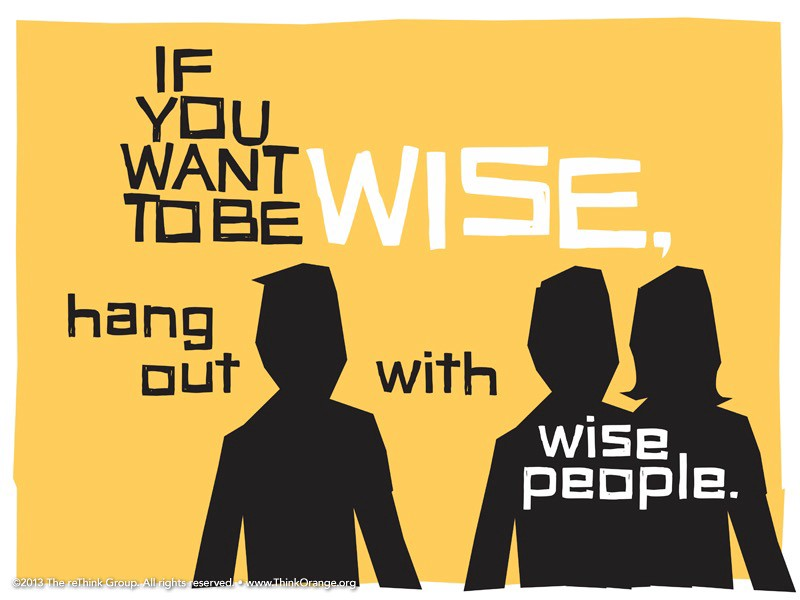 IF
YOU
WANT
TO BE WISE,
hang
out with
wise
people.
©2013 The reThink Group. All rights reserved. • www.ThinkOrange.org